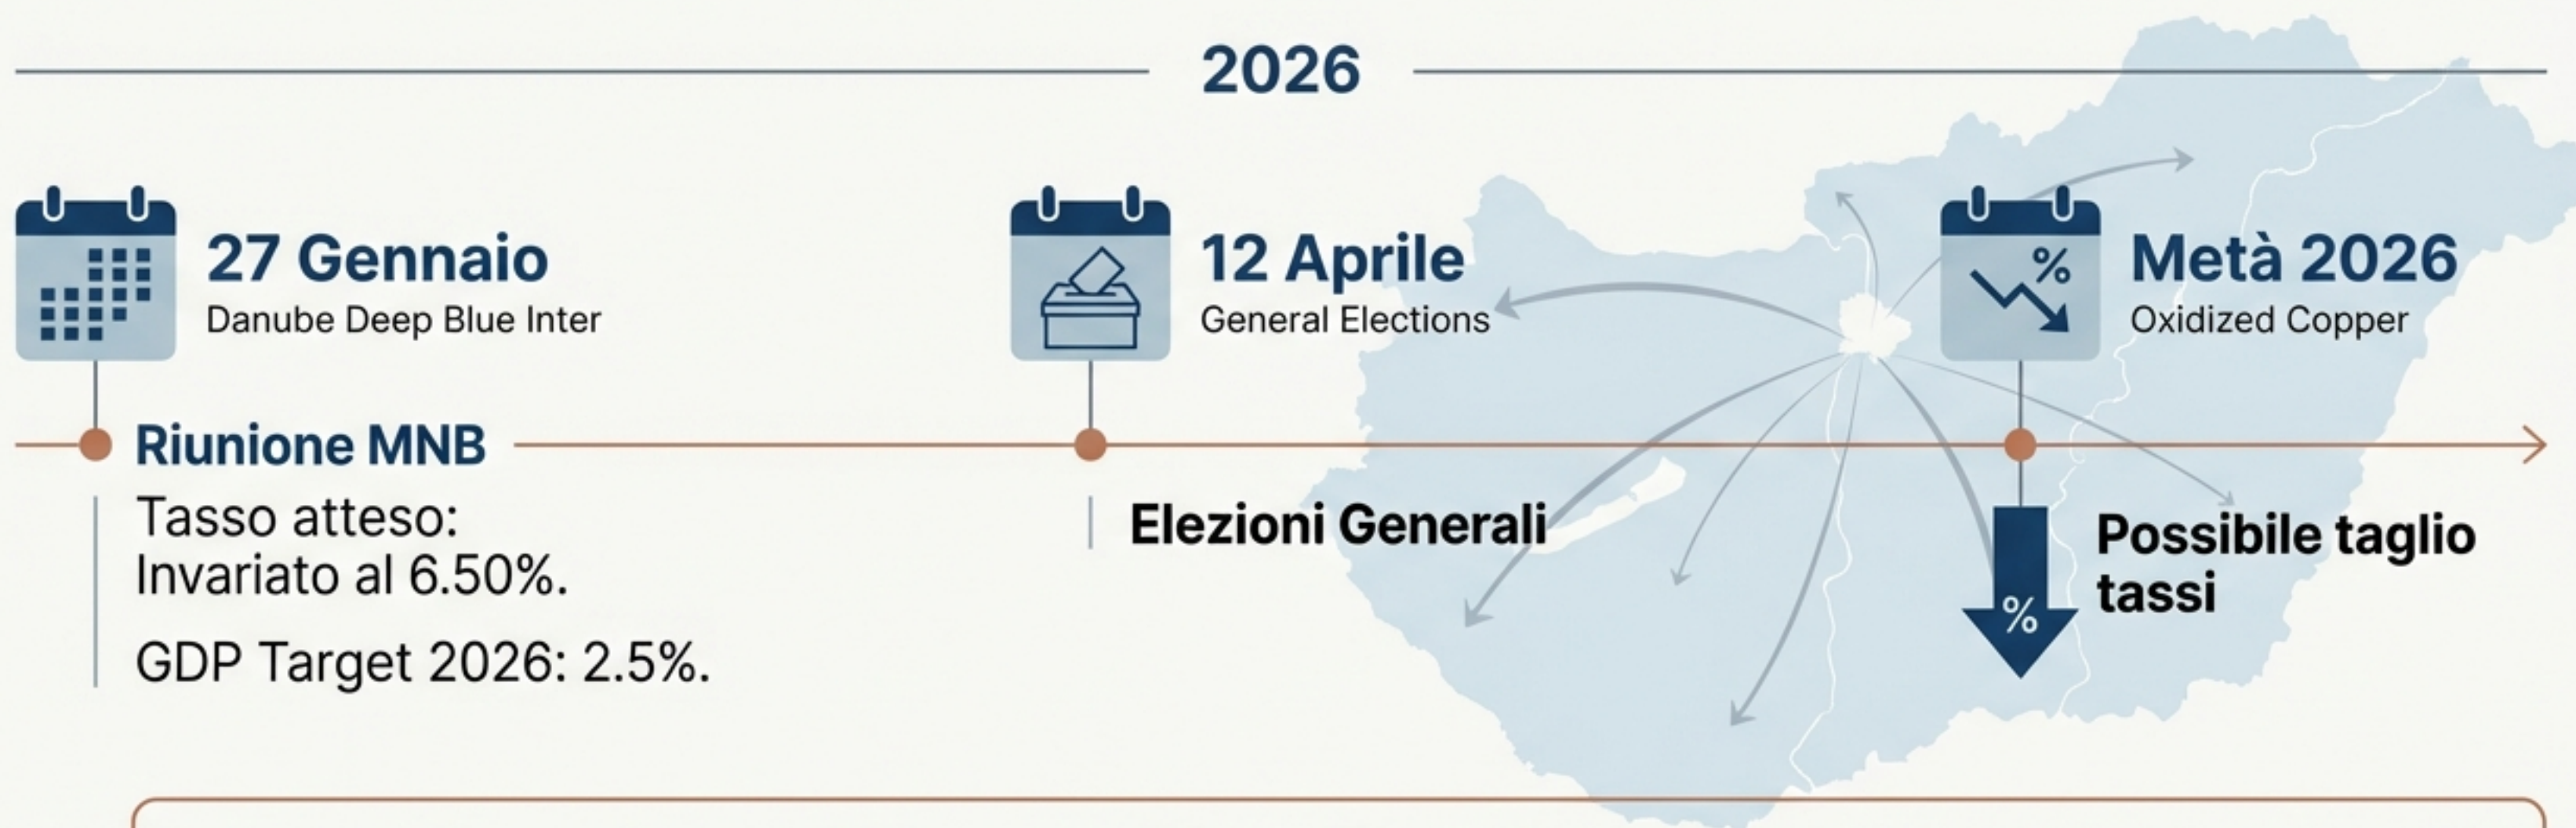 2026
27 Gennaio
Danube Deep Blue Inter
12 Aprile
General Elections
%
Metà 2026
Oxidized Copper
Riunione MNB
Tasso atteso:
Invariato al 6.50%.
GDP Target 2026: 2.5%.
Elezioni Generali
%
Possibile taglio
tassi